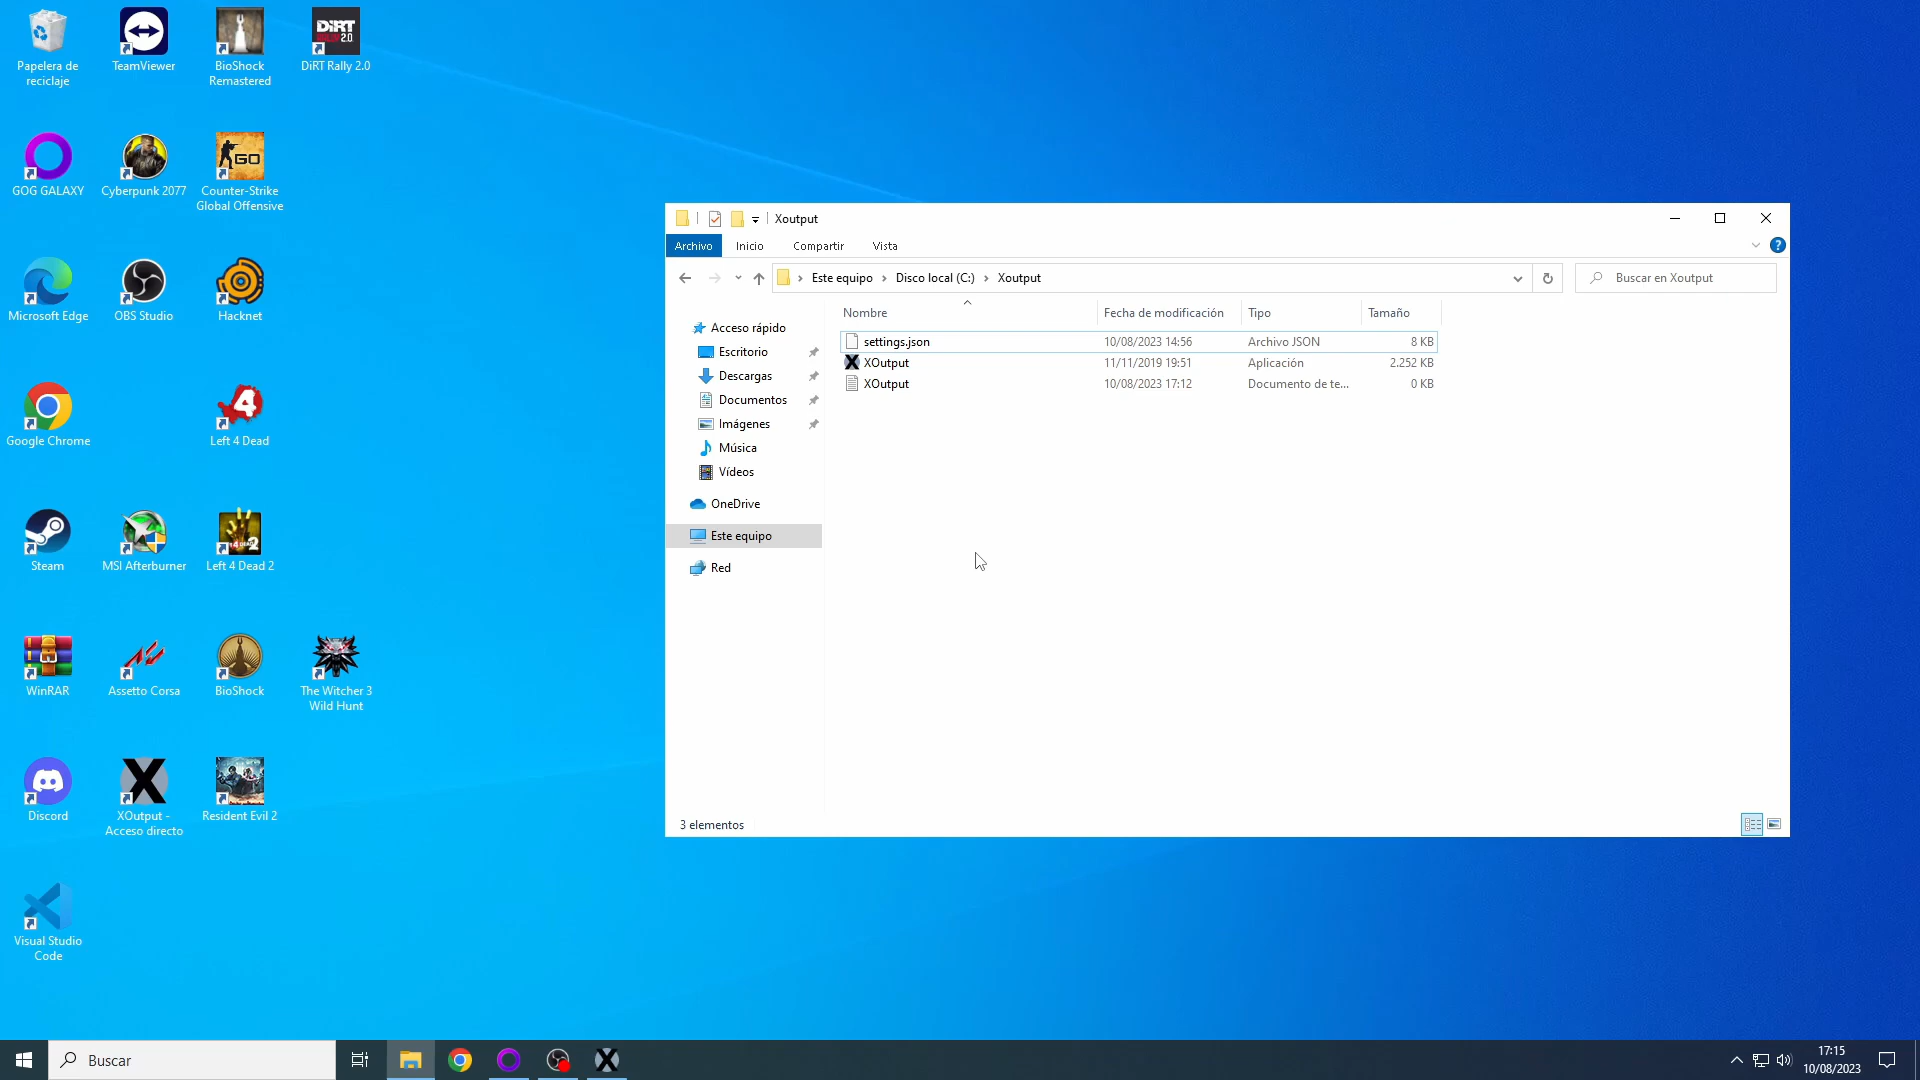 Papelera de
reciclaje
TeamViewer
BioShock
Remastered
DiRT
2.0
DiRT Rally 2.0
GOG GALAXY
Cyberpunk 2077
GO
Counter-Strike
Global Offensive
Microsoft Edge
OBS Studio
Hacknet
Google Chrome
4
Left 4 Dead
Steam
MSI Afterburner
Left 4 Dead 2
WinRAR
Assetto Corsa
BioShock
The Witcher 3
Wild Hunt
Discord
XOutput -
Acceso directo
Resident Evil 2
Visual Studio
Code
Xoutput
Archivo
Inicio
Compartir
Vista
?
Este equipo
Disco local (C:)
Xoutput
Buscar en Xoutput
Nombre
Fecha de modificación
Tipo
Tamaño
settings.json
10/08/2023 14:56
Archivo JSON
8 KB
XOutput
11/11/2019 19:51
Aplicación
2.252 KB
XOutput
10/08/2023 17:12
Documento de te...
0 KB
Acceso rápido
Escritorio
Descargas
Documentos
Imágenes
Música
Vídeos
OneDrive
Este equipo
Red
3 elementos
Buscar
17:15
10/08/2023